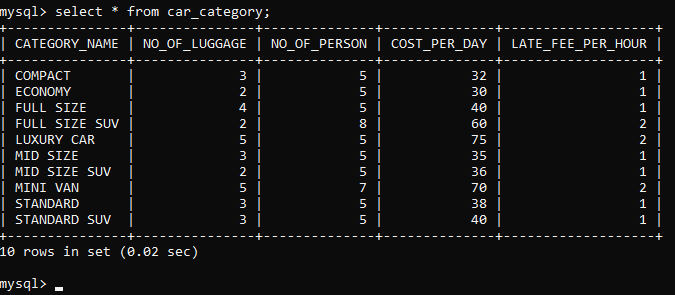 mysql> select * from car_category;
+---------------+---------------+--------------+--------------+-------------------+
| CATEGORY_NAME | NO_OF_LUGGAGE | NO_OF_PERSON | COST_PER_DAY | LATE_FEE_PER_HOUR |
+---------------+---------------+--------------+--------------+-------------------+
| COMPACT       |             3 |            5 |           32 |                 1 |
| ECONOMY       |             2 |            5 |           30 |                 1 |
| FULL SIZE     |             4 |            5 |           40 |                 1 |
| FULL SIZE SUV |             2 |            8 |           60 |                 2 |
| LUXURY CAR    |             5 |            5 |           75 |                 2 |
| MID SIZE      |             3 |            5 |           35 |                 1 |
| MID SIZE SUV  |             2 |            5 |           36 |                 1 |
| MINI VAN      |             5 |            7 |           70 |                 2 |
| STANDARD      |             3 |            5 |           38 |                 1 |
| STANDARD SUV  |             3 |            5 |           40 |                 1 |
+---------------+---------------+--------------+--------------+-------------------+
10 rows in set (0.02 sec)
mysql> _